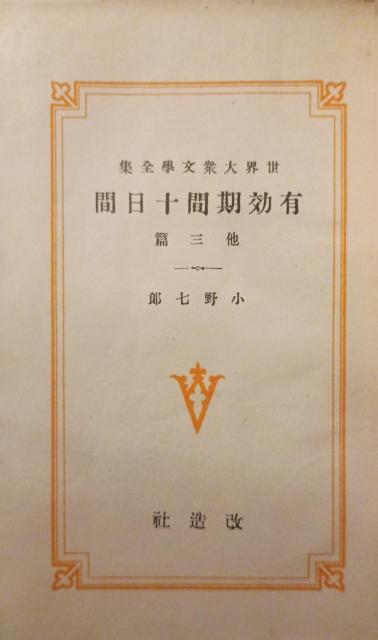 世界大衆文學全集
有効期間十日間
他三篇
小野七郎
改造社